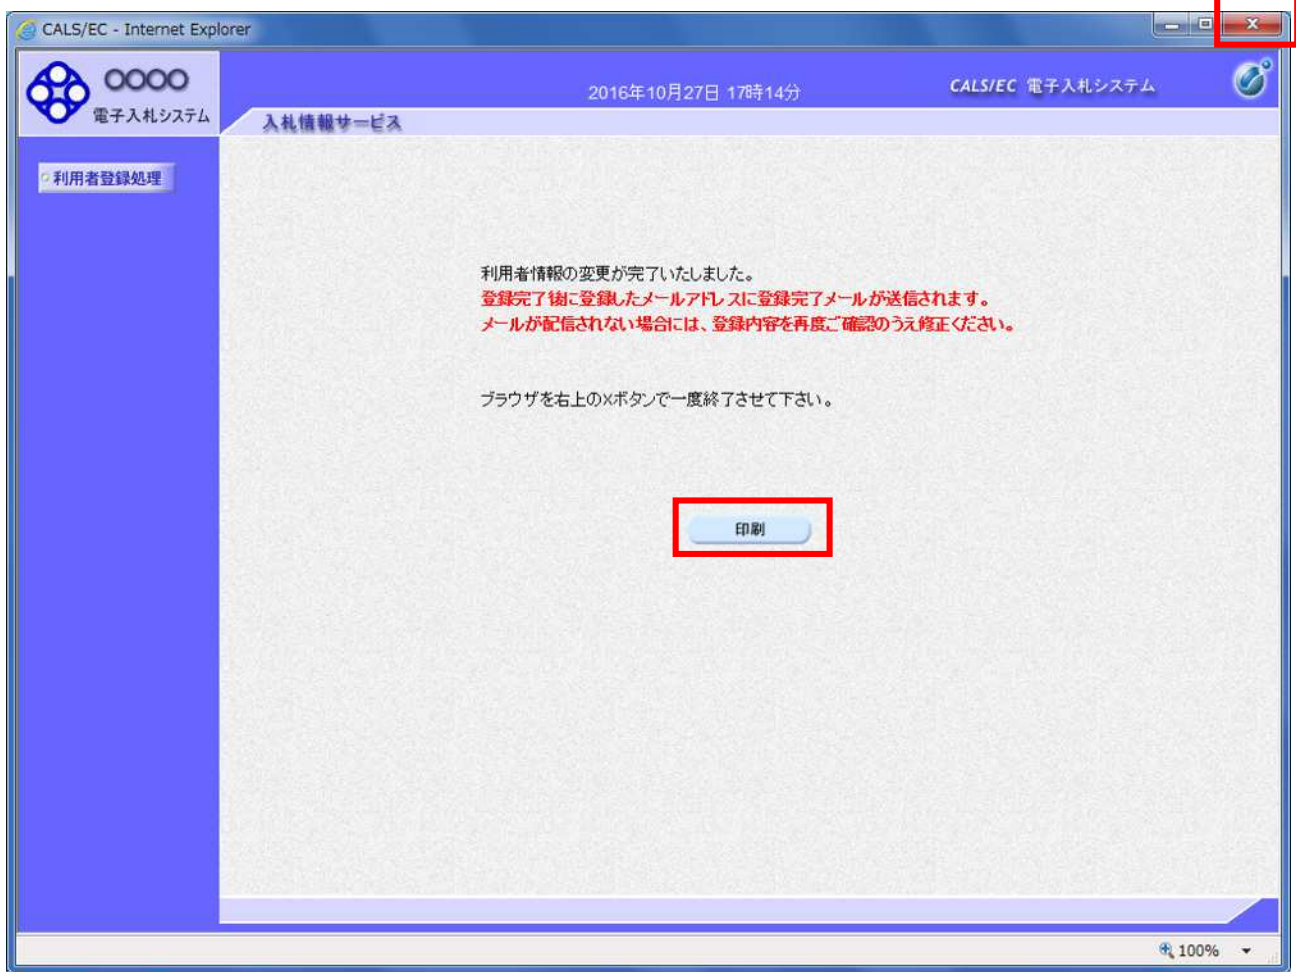 CALS/EC - Internet Explorer
〇〇〇〇
電子入札システム
2016年10月27日 17時14分
CALS/EC 電子入札システム
入札情報サービス
利用者登録処理
利用者情報の変更が完了いたしました。
登録完了後に登録したメールアドレスに登録完了メールが送信されます。
メールが配信されない場合には、登録内容を再度ご確認のうえ修正ください。
ブラウザを右上の×ボタンで一度終了させて下さい。
印刷
100%